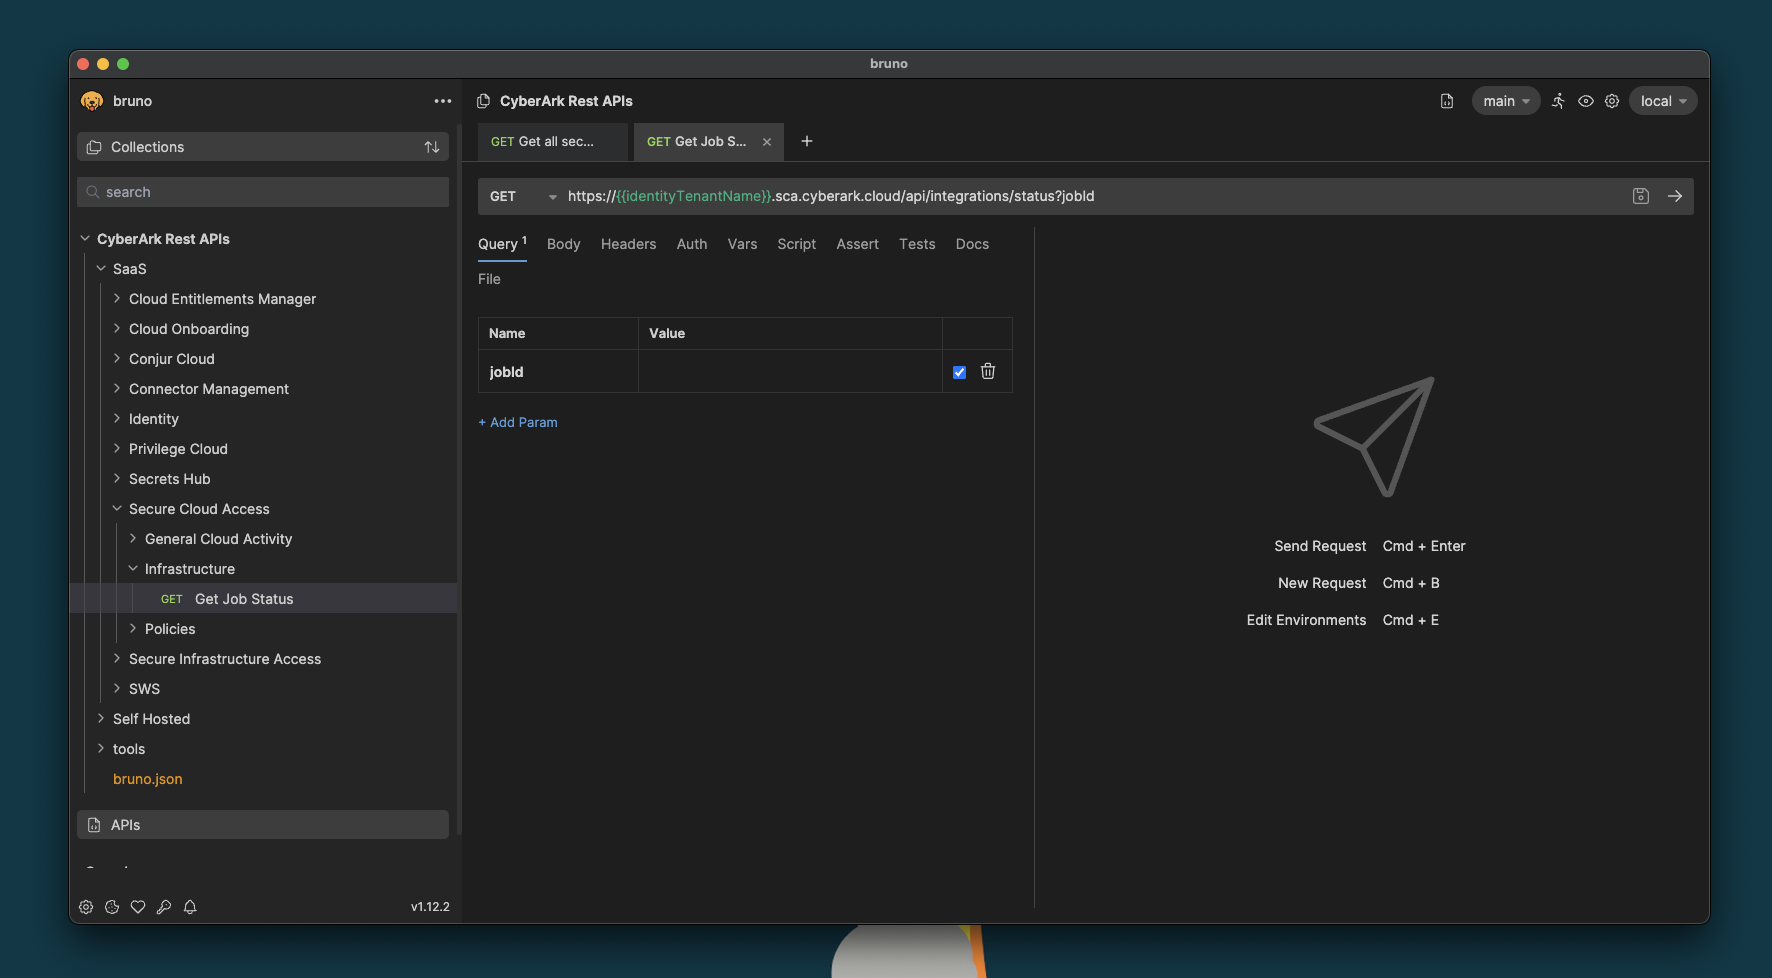 bruno
bruno
CyberArk Rest APIs
main
local
Collections
GET Get all sec...
GET Get Job S...
search
GET
https://{{identityTenantName}}.sca.cyberark.cloud/api/integrations/status?jobId
Query 1
Body
Headers
Auth
Vars
Script
Assert
Tests
Docs
File
Name
Value
jobId
+ Add Param
CyberArk Rest APIs
SaaS
Cloud Entitlements Manager
Cloud Onboarding
Conjur Cloud
Connector Management
Identity
Privilege Cloud
Secrets Hub
Secure Cloud Access
General Cloud Activity
Infrastructure
GET Get Job Status
Policies
Secure Infrastructure Access
SWS
Self Hosted
tools
bruno.json
APIs
v1.12.2
Send Request Cmd + Enter
New Request Cmd + B
Edit Environments Cmd + E